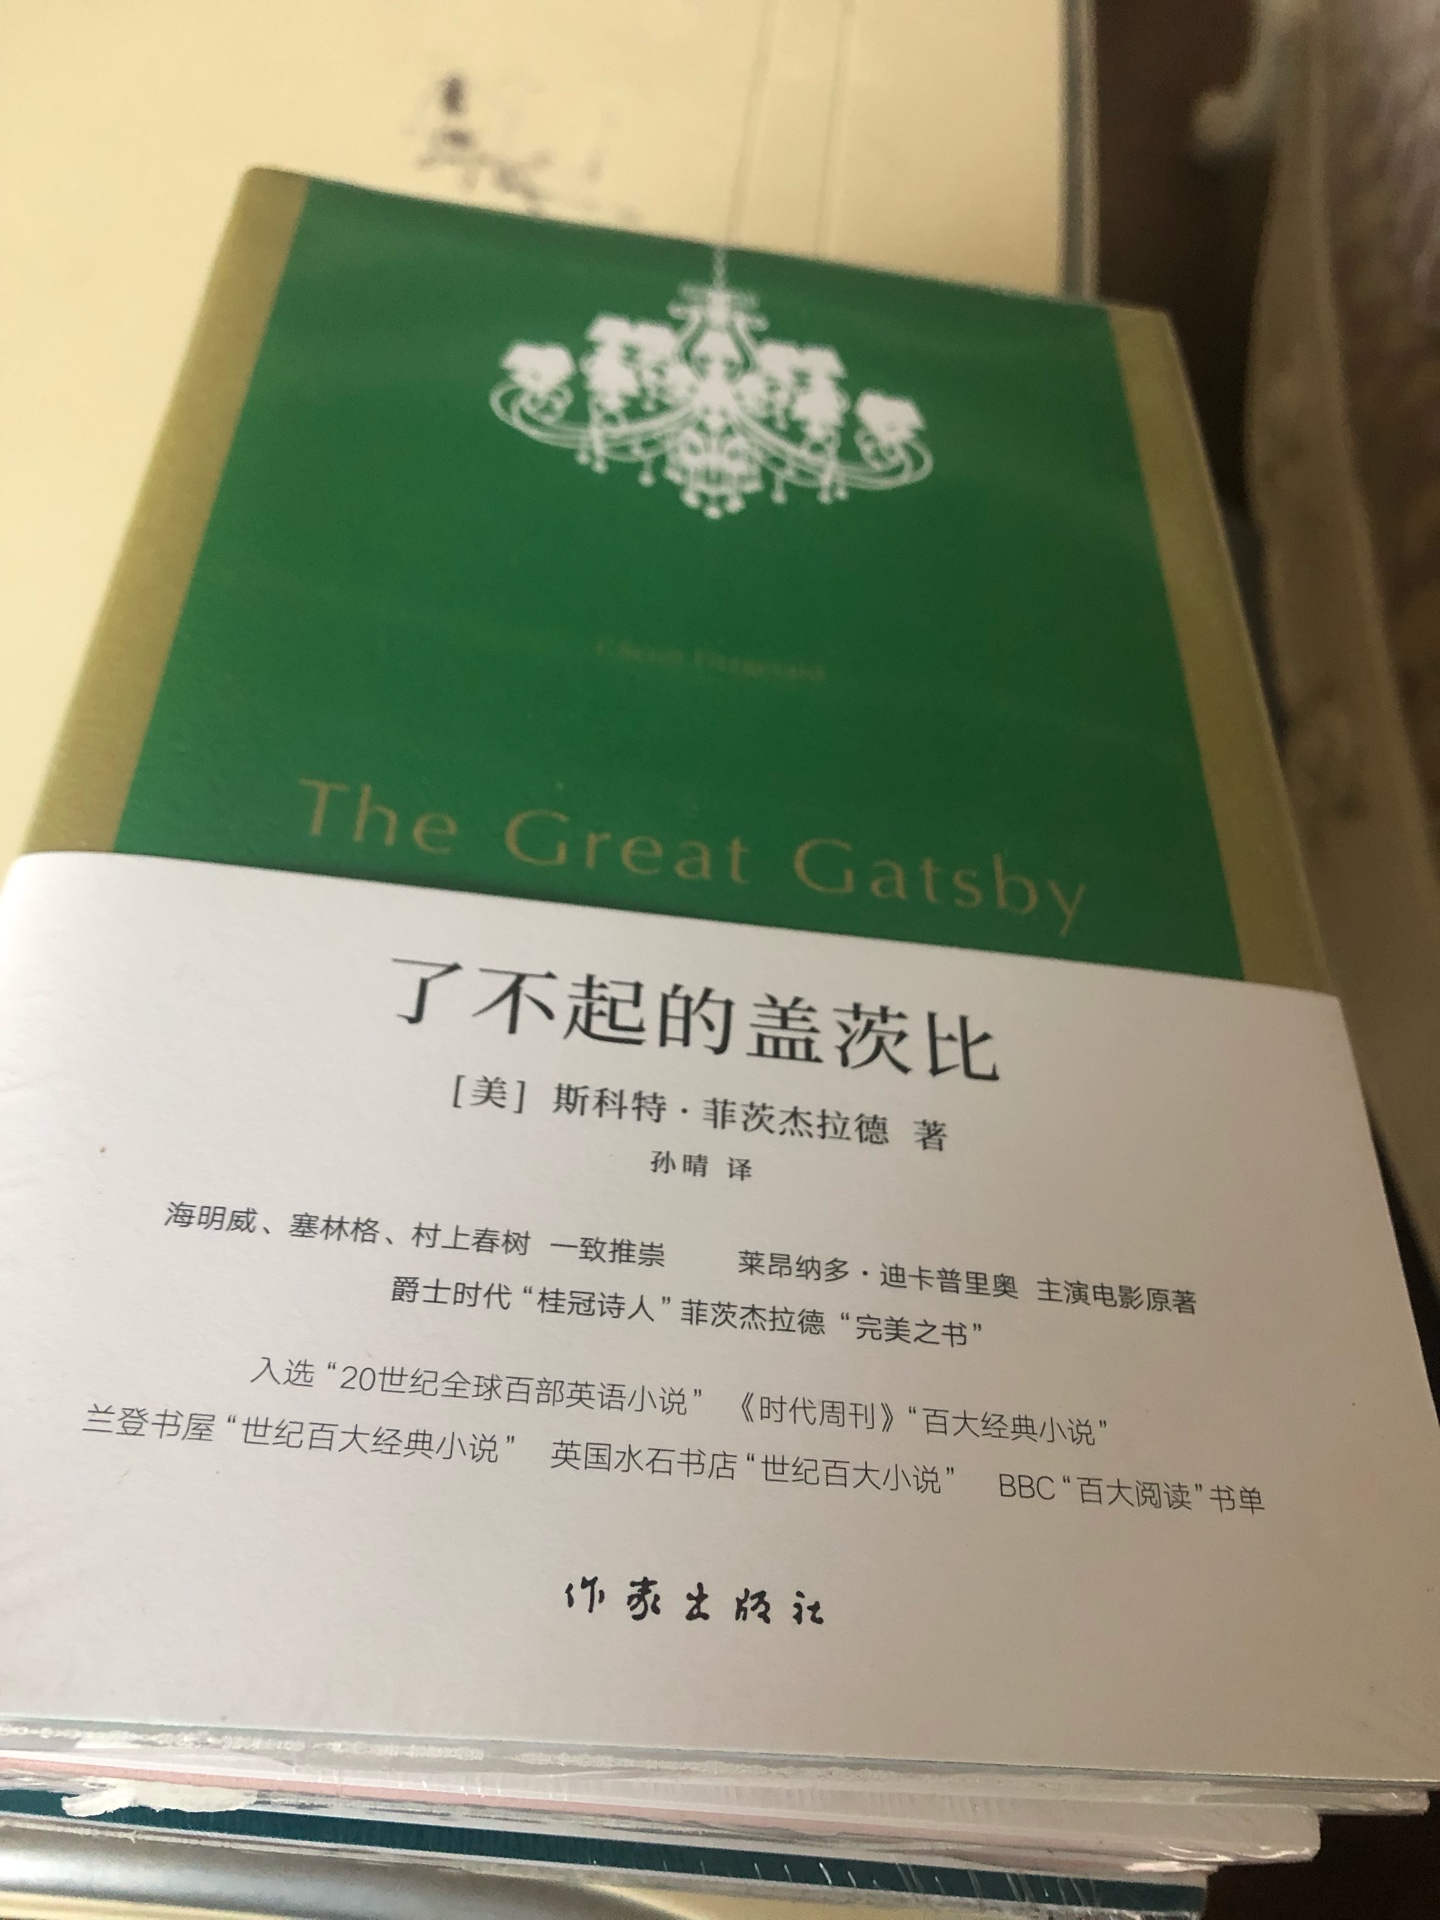 The Great Gatsby
了不起的盖茨比
[美] 斯科特·菲茨杰拉德 著
孙晴 译
海明威、塞林格、村上春树 一致推崇 莱昂纳多·迪卡普里奥 主演电影原著
爵士时代“桂冠诗人”菲茨杰拉德“完美之书”
入选“20世纪全球百部英语小说” 《时代周刊》“百大经典小说”
兰登书屋“世纪百大经典小说” 英国水石书店“世纪百大小说” BBC“百大阅读”书单
作家出版社